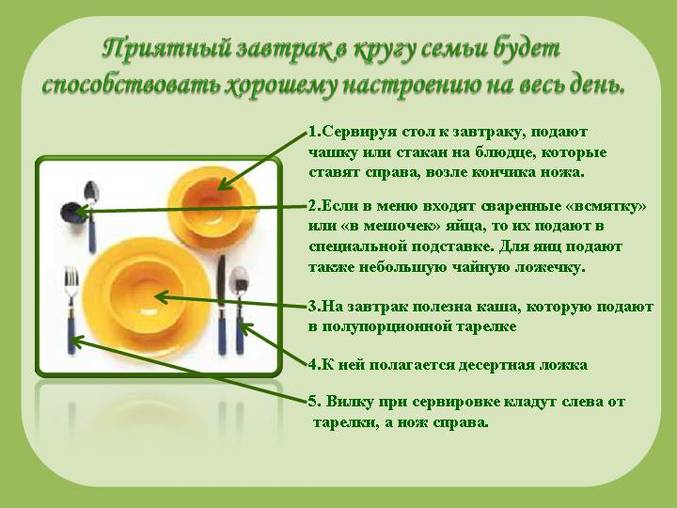 Приятный завтрак в кругу семьи будет
способствовать хорошему настроению на весь день.
1.Сервируя стол к завтраку, подают
чашку или стакан на блюдце, которые
ставят справа, возле кончика ножа.
2.Если в меню входят сваренные «всмятку»
или «в мешочек» яйца, то их подают в
специальной подставке. Для яиц подают
также небольшую чайную ложечку.
3.На завтрак полезна каша, которую подают
в полупорционной тарелке
4.К ней полагается десертная ложка
5. Вилку при сервировке кладут слева от
тарелки, а нож справа.